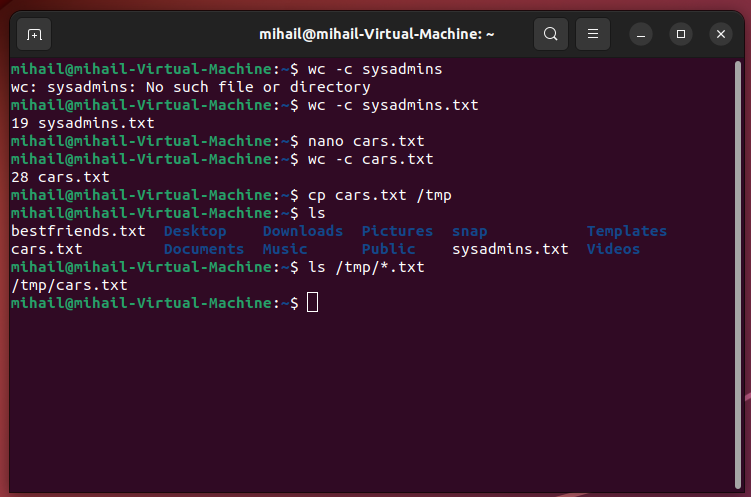 mihail@mihail-Virtual-Machine: ~
mihail@mihail-Virtual-Machine:~$ wc -c sysadmins
wc: sysadmins: No such file or directory
mihail@mihail-Virtual-Machine:~$ wc -c sysadmins.txt
19 sysadmins.txt
mihail@mihail-Virtual-Machine:~$ nano cars.txt
mihail@mihail-Virtual-Machine:~$ wc -c cars.txt
28 cars.txt
mihail@mihail-Virtual-Machine:~$ cp cars.txt /tmp
mihail@mihail-Virtual-Machine:~$ ls
bestfriends.txt  Desktop    Downloads  Pictures  snap           Templates
cars.txt         Documents  Music      Public    sysadmins.txt  Videos
mihail@mihail-Virtual-Machine:~$ ls /tmp/*.txt
/tmp/cars.txt
mihail@mihail-Virtual-Machine:~$